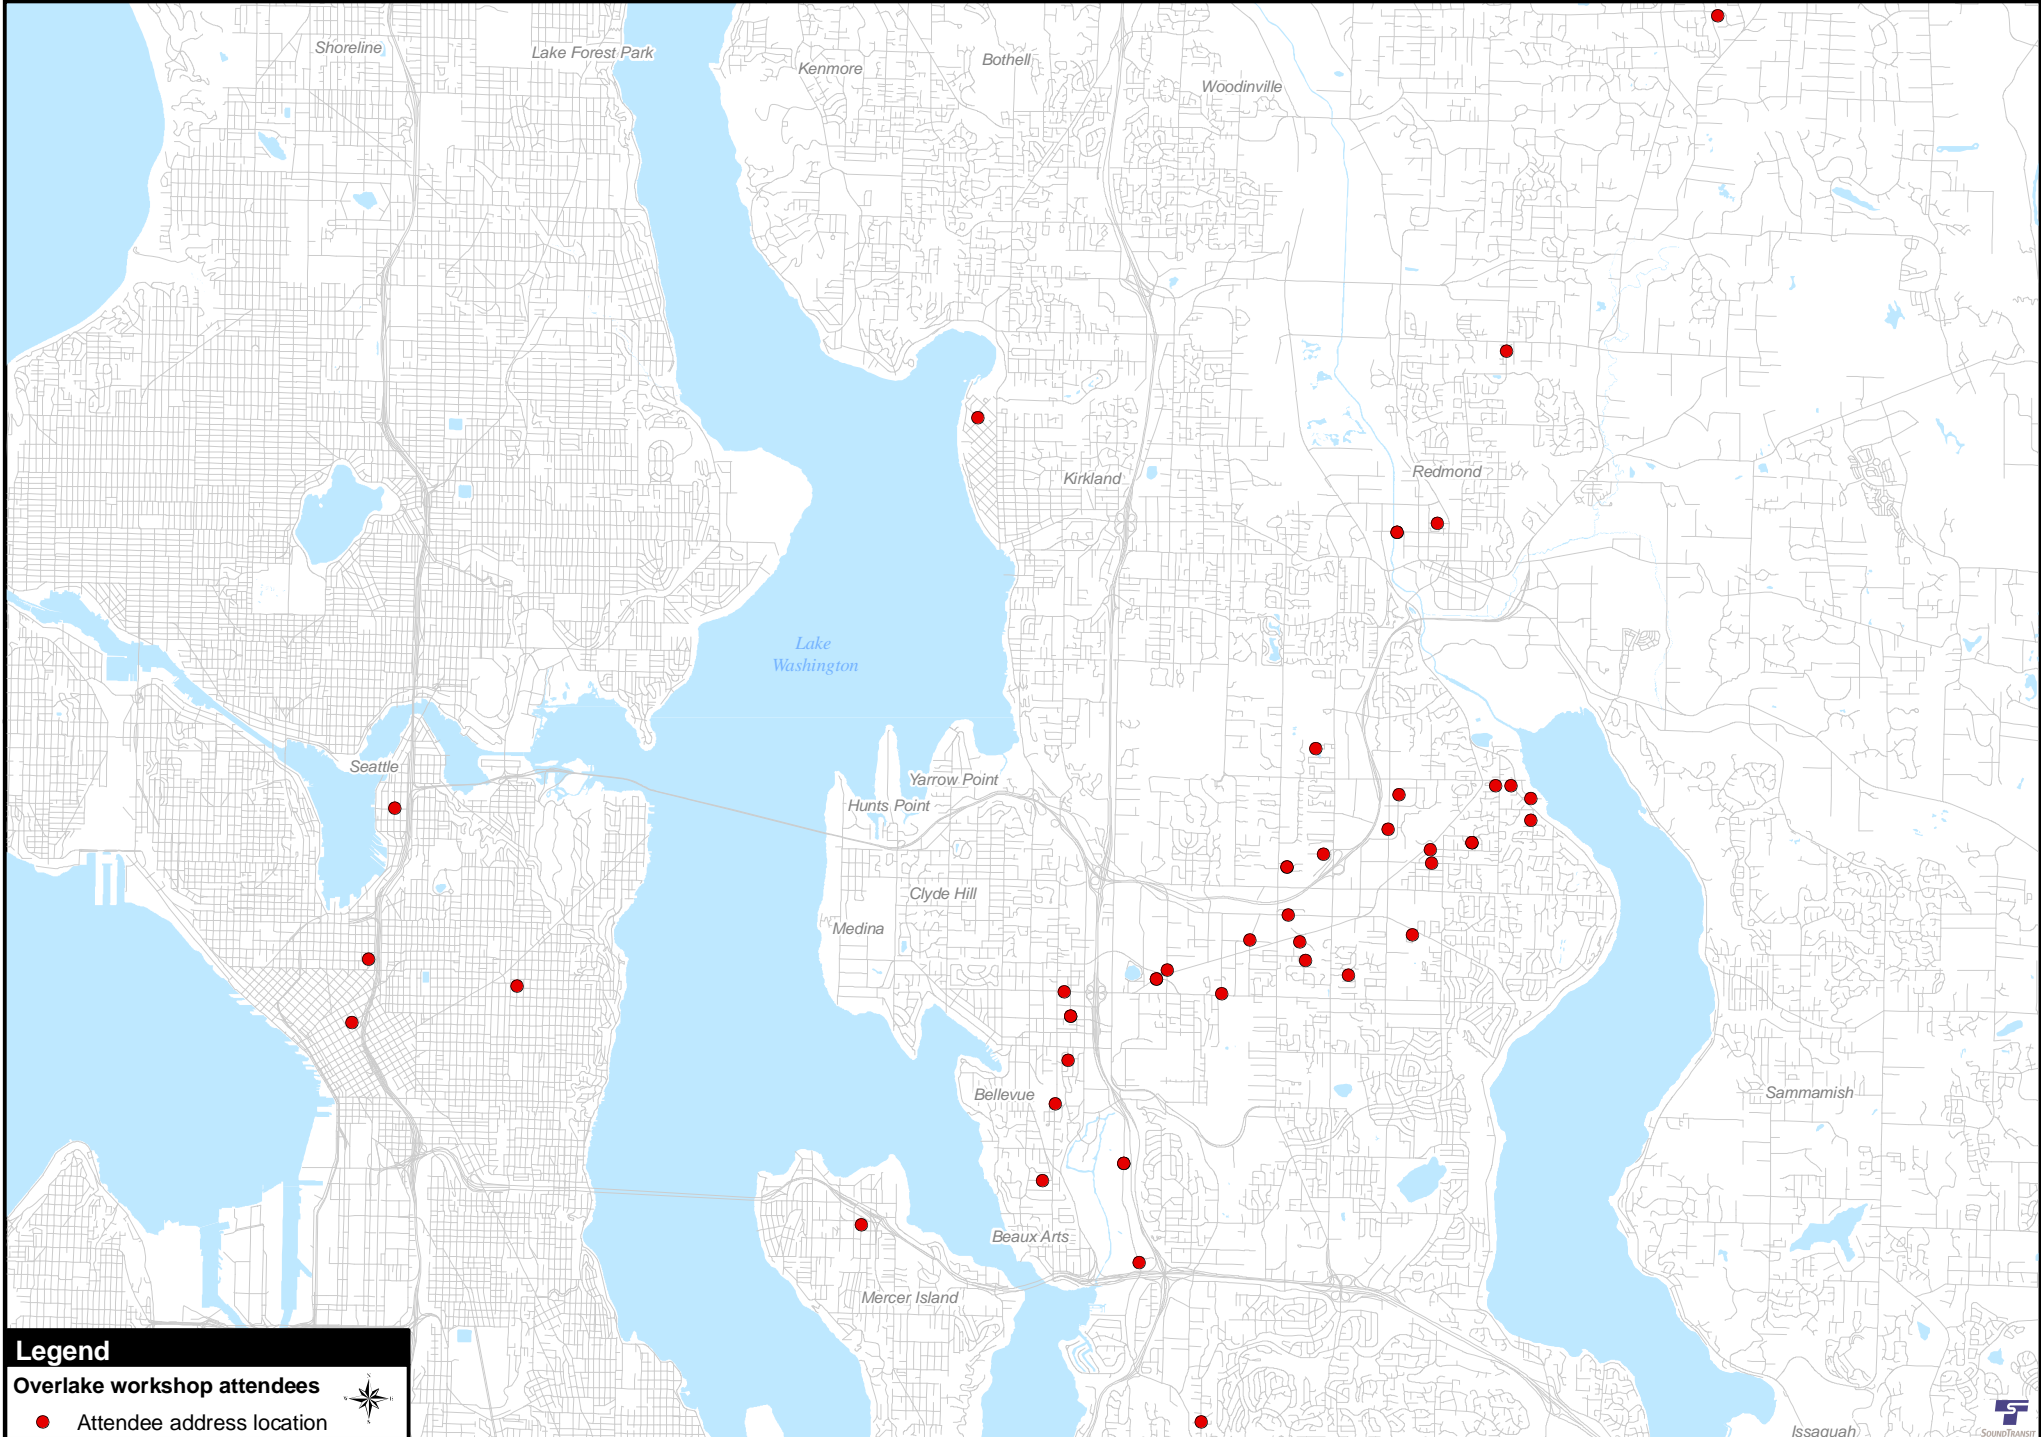 Shoreline
Lake Forest Park
Kenmore
Bothell
Woodinville
Kirkland
Redmond
Lake
Washington
Seattle
Yarrow Point
Hunts Point
Clyde Hill
Medina
Bellevue
Sammamish
Beaux Arts
Mercer Island
Issaquah
Legend
Overlake workshop attendees
Attendee address location
SOUNDTRANSIT